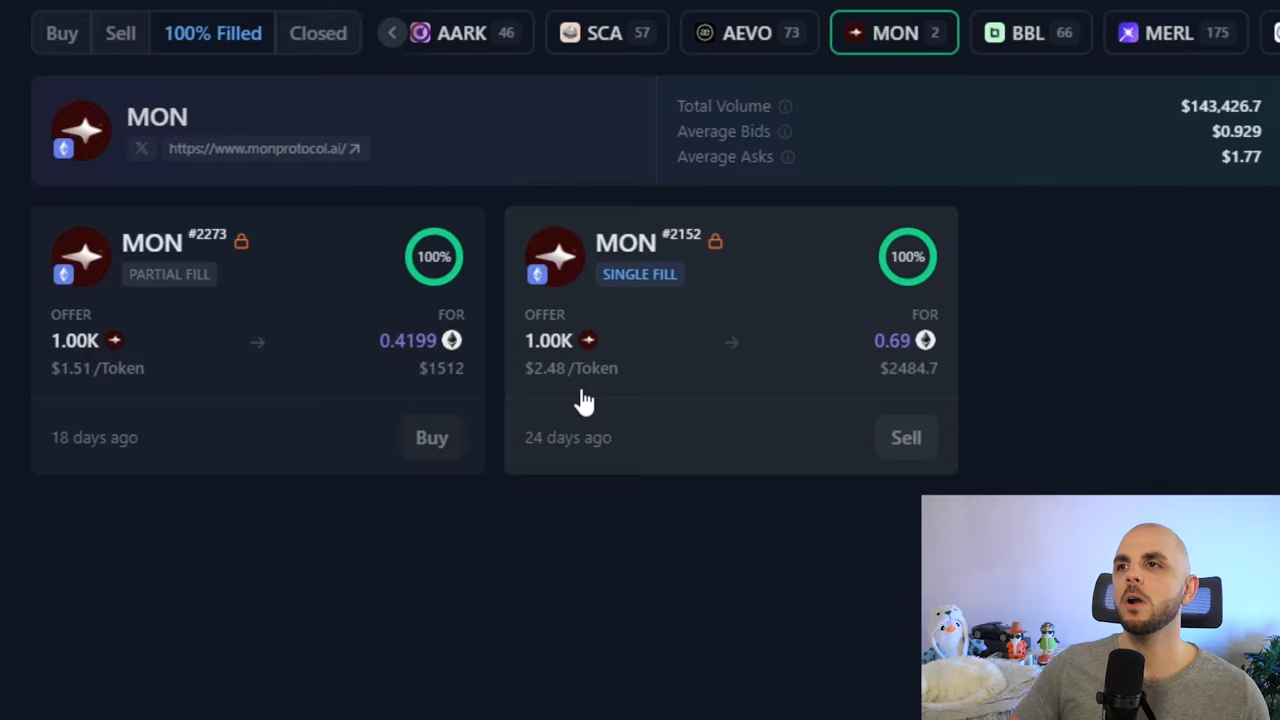 Buy Sell 100% Filled Closed AARK 46 SCA 57 AEVO 73 MON 2 BBL 66 MERL 175
MON
https://www.monprotocol.ai/
Total Volume $143,426.7
Average Bids $0.929
Average Asks $1.77
MON #2273
PARTIAL FILL
100%
OFFER FOR
1.00K → 0.4199
$1.51/Token $1512
18 days ago Buy
MON #2152
SINGLE FILL
100%
OFFER FOR
1.00K → 0.69
$2.48/Token $2484.7
24 days ago Sell